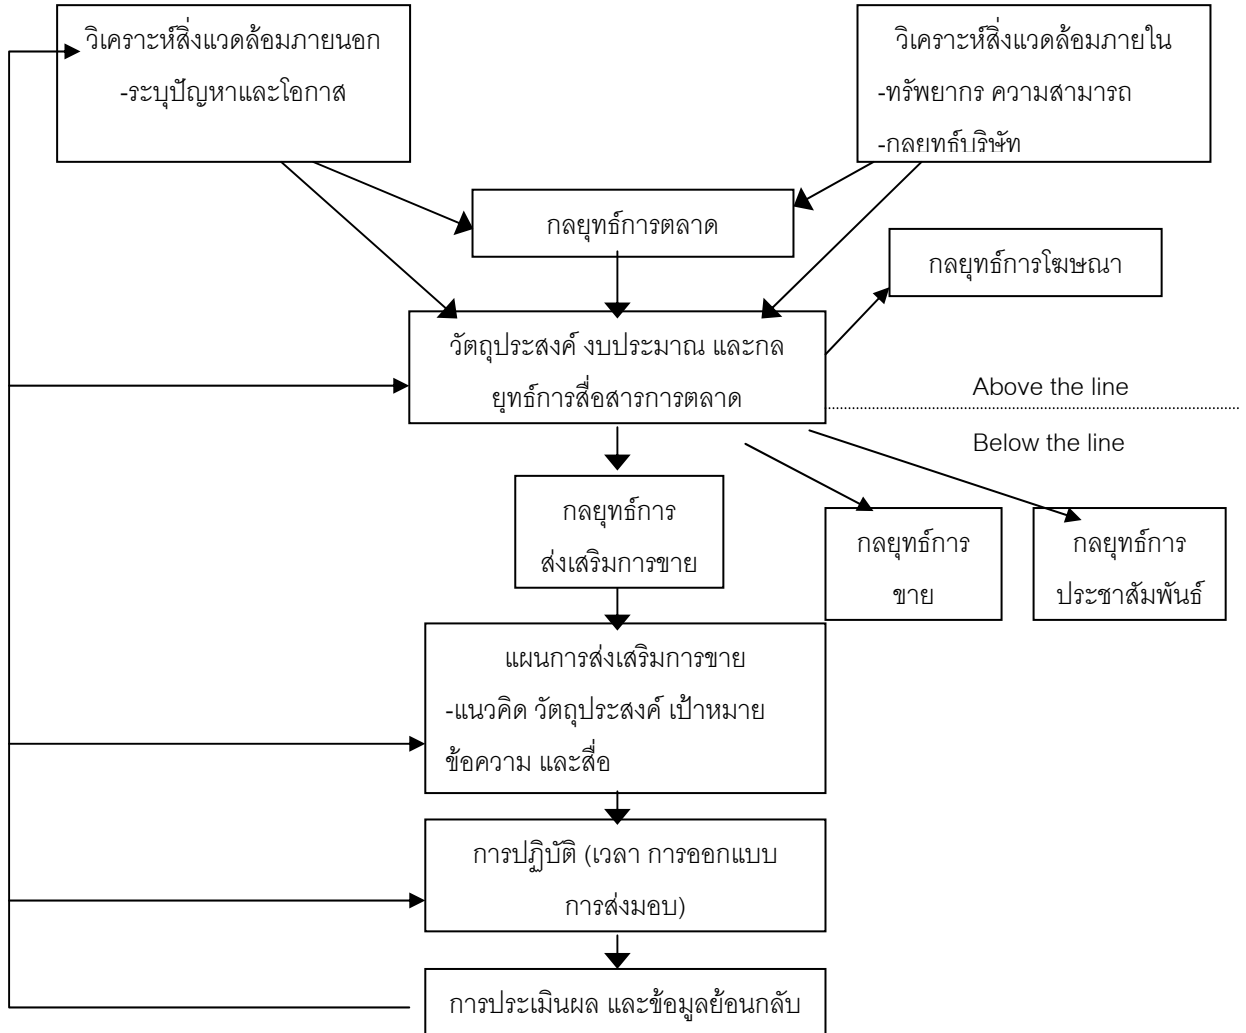 วิเคราะห์สิ่งแวดล้อมภายนอก
-ระบุปัญหาและโอกาส
วิเคราะห์สิ่งแวดล้อมภายใน
-ทรัพยากร ความสามารถ
-กลยุทธ์บริษัท
กลยุทธ์การตลาด
กลยุทธ์การโฆษณา
วัตถุประสงค์ งบประมาณ และกล
ยุทธ์การสื่อสารการตลาด
Above the line
Below the line
กลยุทธ์การ
ส่งเสริมการขาย
กลยุทธ์การ
ขาย
กลยุทธ์การ
ประชาสัมพันธ์
แผนการส่งเสริมการขาย
-แนวคิด วัตถุประสงค์ เป้าหมาย
ข้อความ และสื่อ
การปฏิบัติ (เวลา การออกแบบ
การส่งมอบ)
การประเมินผล และข้อมูลย้อนกลับ